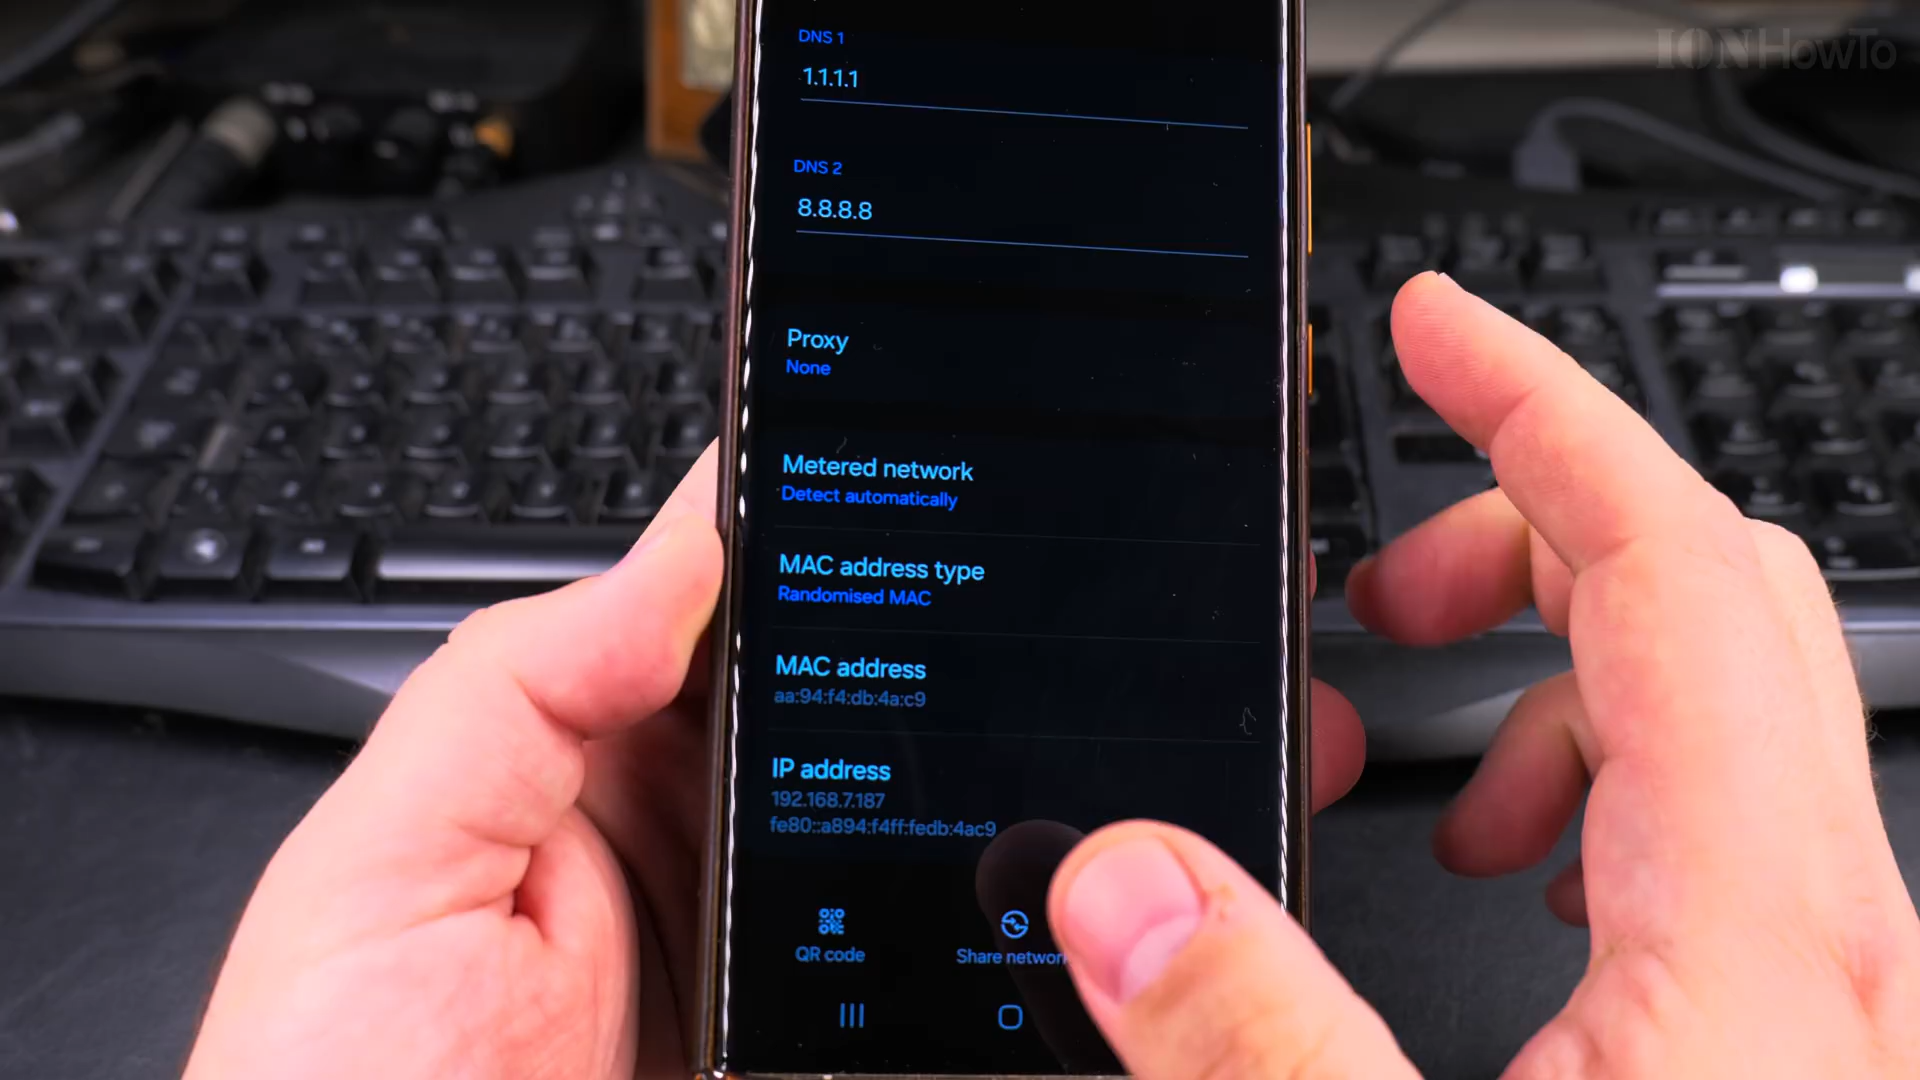 IONHowTo
DNS 1
1.1.1.1
DNS 2
8.8.8.8
Proxy
None
Metered network
Detect automatically
MAC address type
Randomised MAC
MAC address
aa:94:f4:db:4a:c9
IP address
192.168.7.187
fe80::a894:f4ff:fedb:4ac9
QR code
Share network